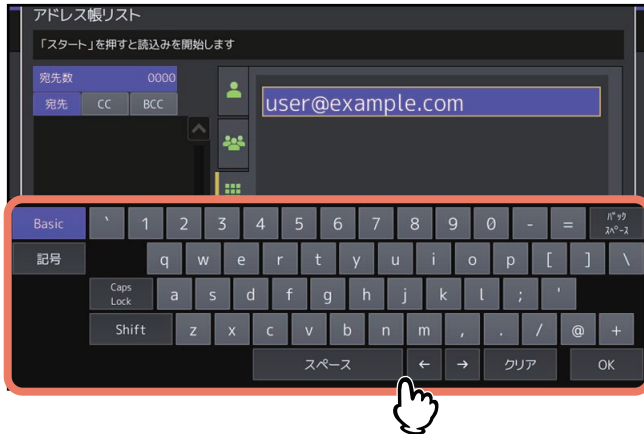 アドレス帳リスト
「スタート」を押すと読込みを開始します
宛先数 0000
宛先 CC BCC
user@example.com
Basic ` 1 2 3 4 5 6 7 8 9 0 - = バックスペース
記号 q w e r t y u i o p [ ] \
Caps Lock a s d f g h j k l ; '
Shift z x c v b n m , . / @ +
スペース ← → クリア OK